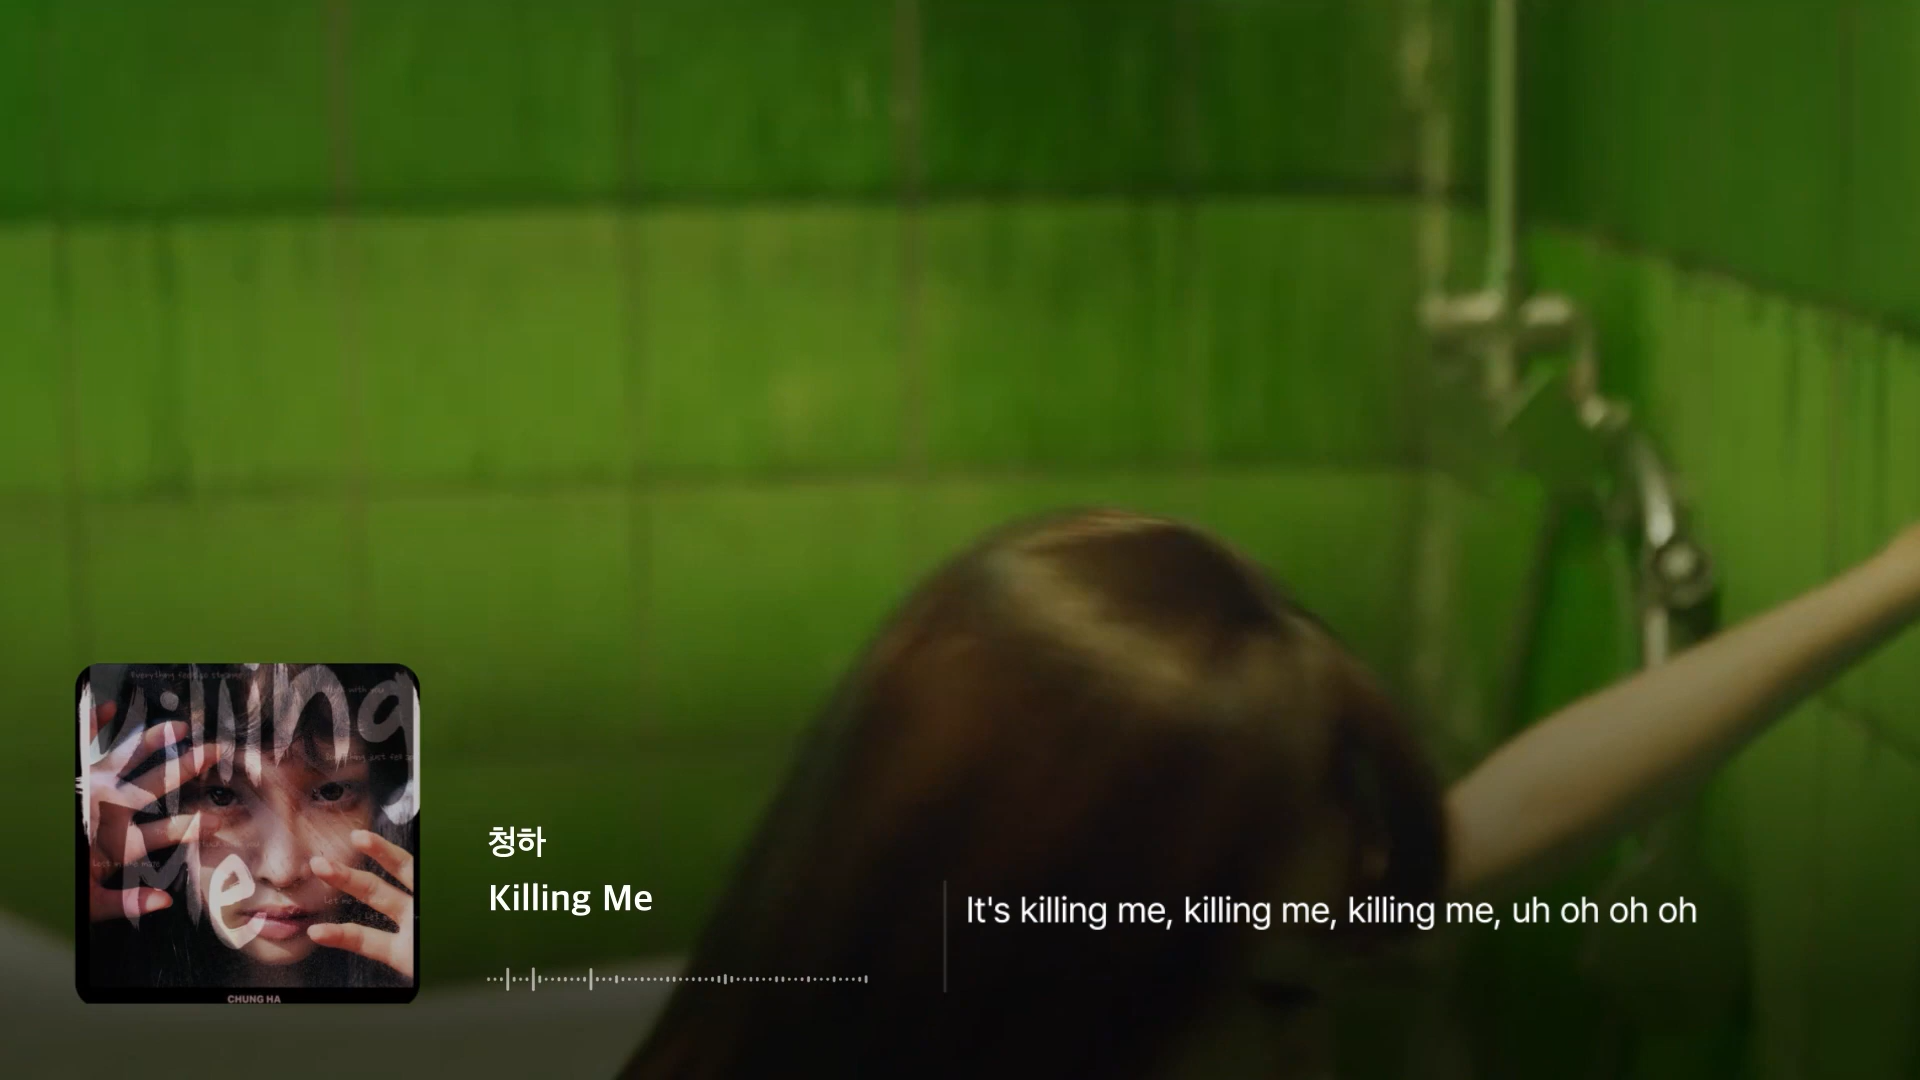 Killing
Me
CHUNG HA
청하
Killing Me
It's killing me, killing me, killing me, uh oh oh oh